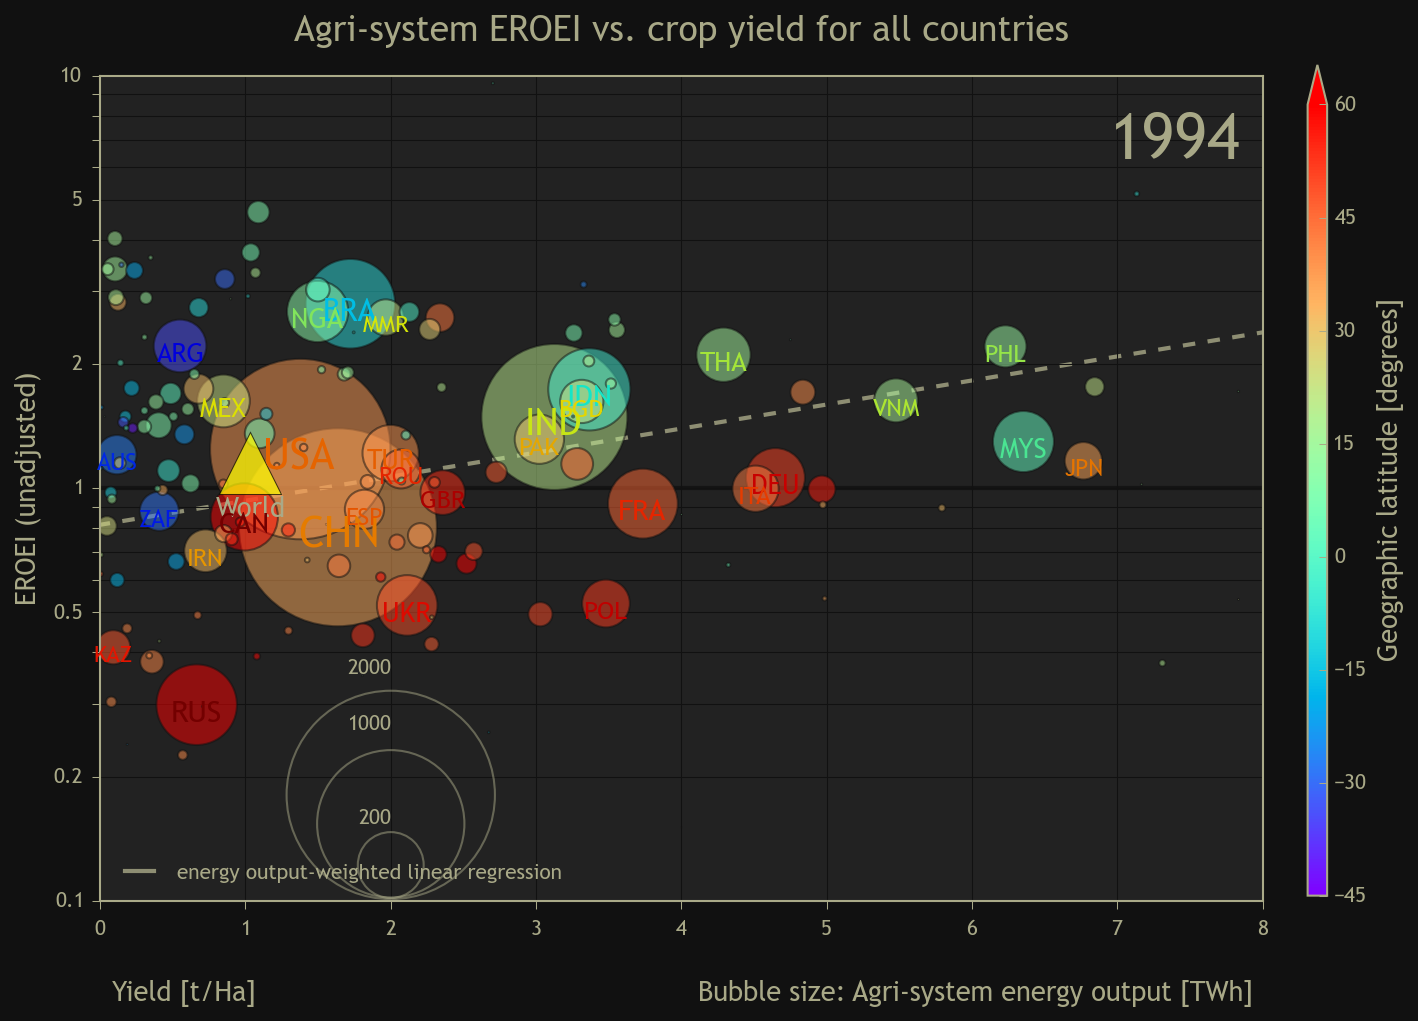 Agri-system EROEI vs. crop yield for all countries
1994
EROEI (unadjusted)
10
5
2
1
0.5
0.2
0.1
BRA
NGA
MMR
ARG
THA
PHL
IDN
BGD
MEX
VNM
IND
PAK
USA
TUR
ROU
MYS
JPN
AUS
DEU
ITA
GBR
FRA
World
ZAF
CAN
ESP
CHN
IRN
UKR
POL
KAZ
RUS
2000
1000
200
energy output-weighted linear regression
0 1 2 3 4 5 6 7 8
Yield [t/Ha]
Bubble size: Agri-system energy output [TWh]
60
45
30
15
0
−15
−30
−45
Geographic latitude [degrees]